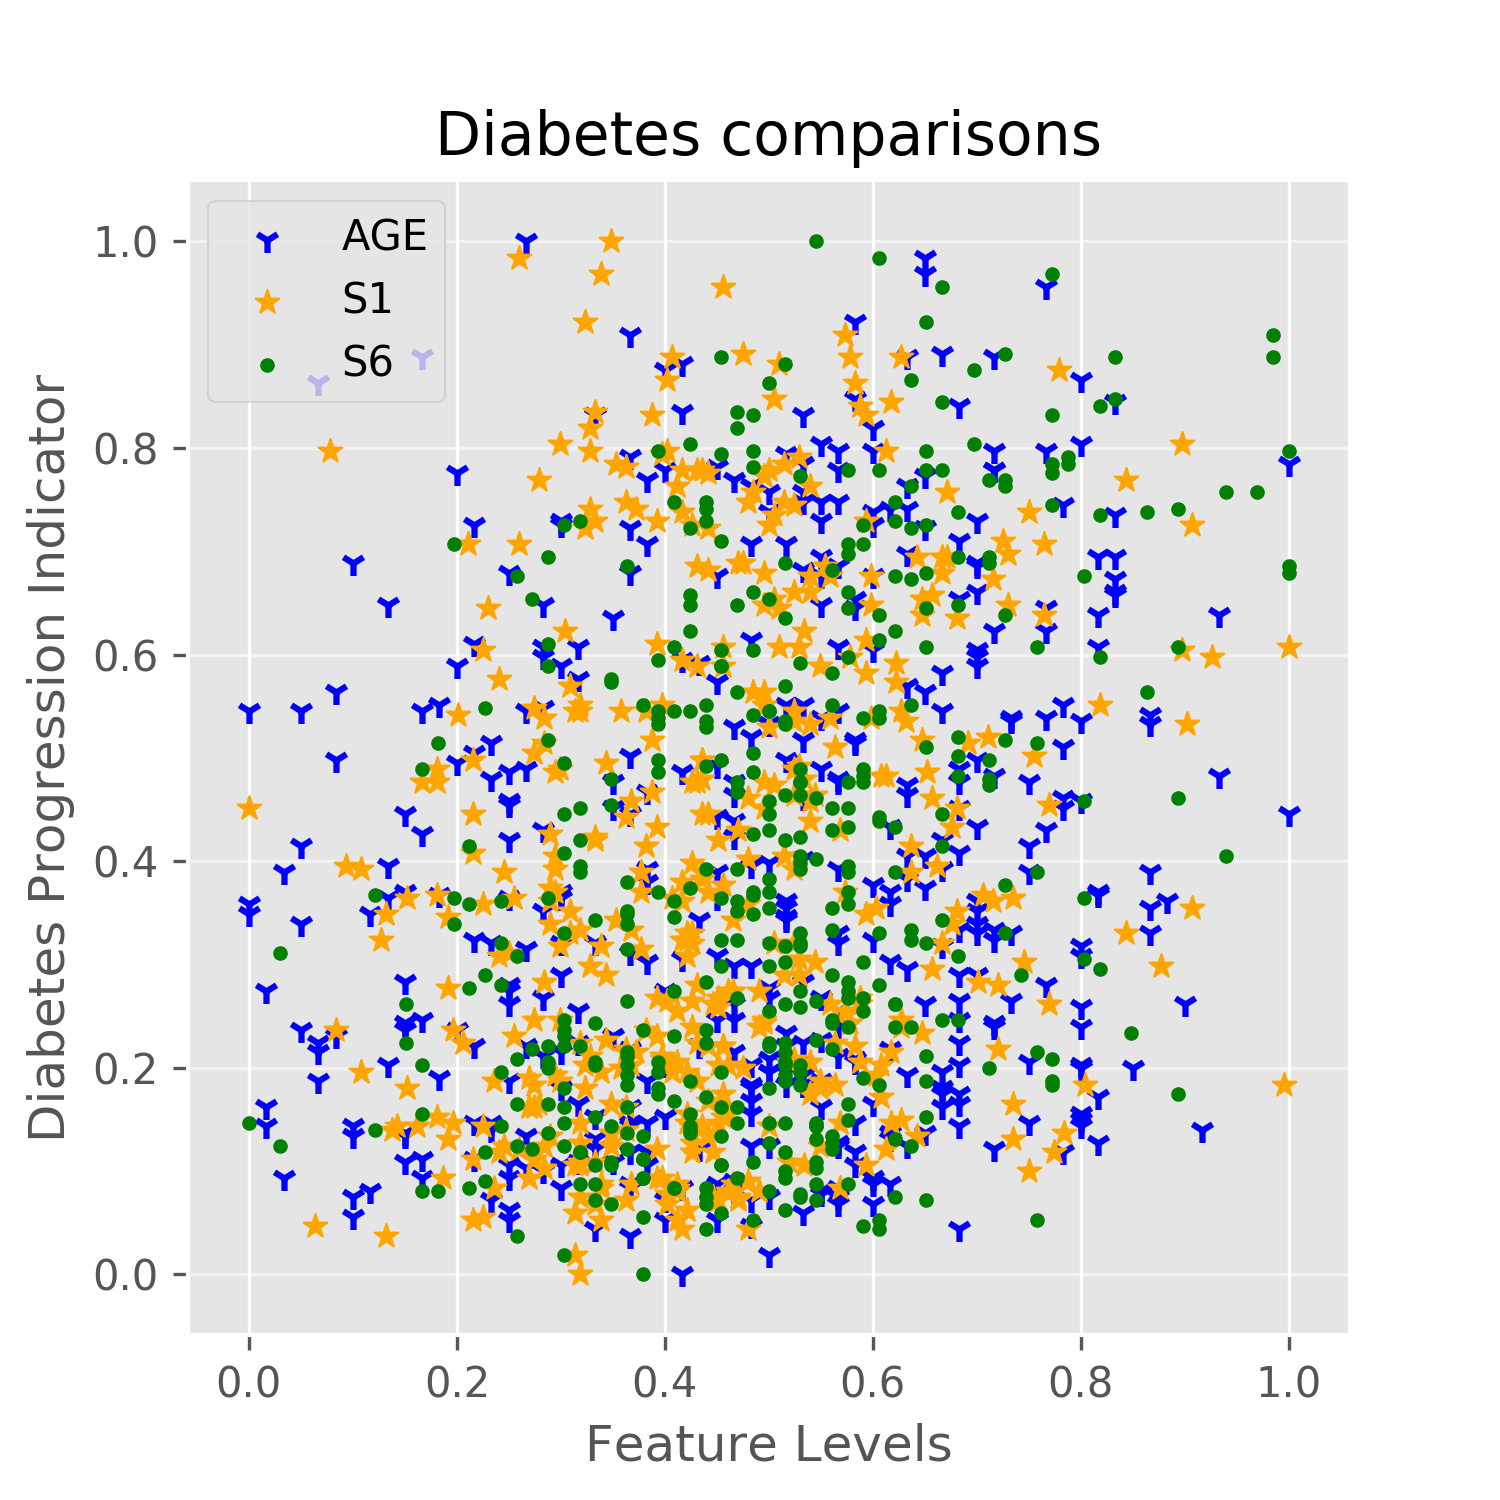 Diabetes comparisons
AGE
S1
S6
Diabetes Progression Indicator
1.0
0.8
0.6
0.4
0.2
0.0
0.0 0.2 0.4 0.6 0.8 1.0
Feature Levels